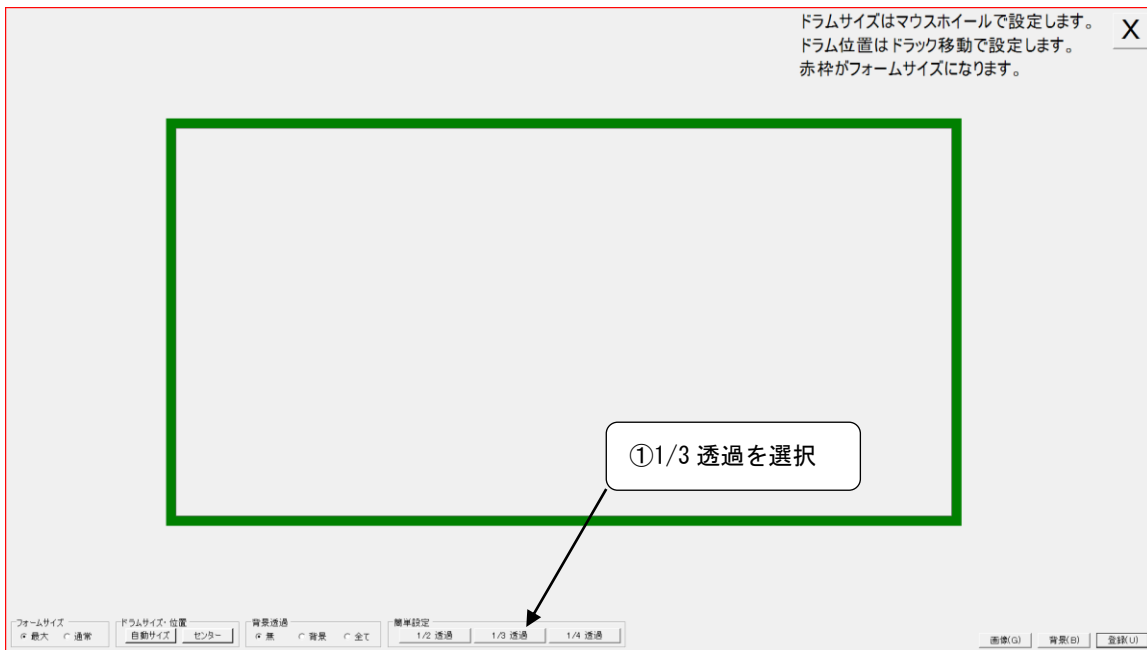 ドラムサイズはマウスホイールで設定します。
X
ドラム位置はドラック移動で設定します。
赤枠がフォームサイズになります。
①1/3 透過を選択
フォームサイズ
最大 通常
ドラムサイズ・位置
自動サイズ センター
背景透過
無 背景 全て
簡単設定
1/2 透過 1/3 透過 1/4 透過
画像(G) 背景(B) 登録(U)